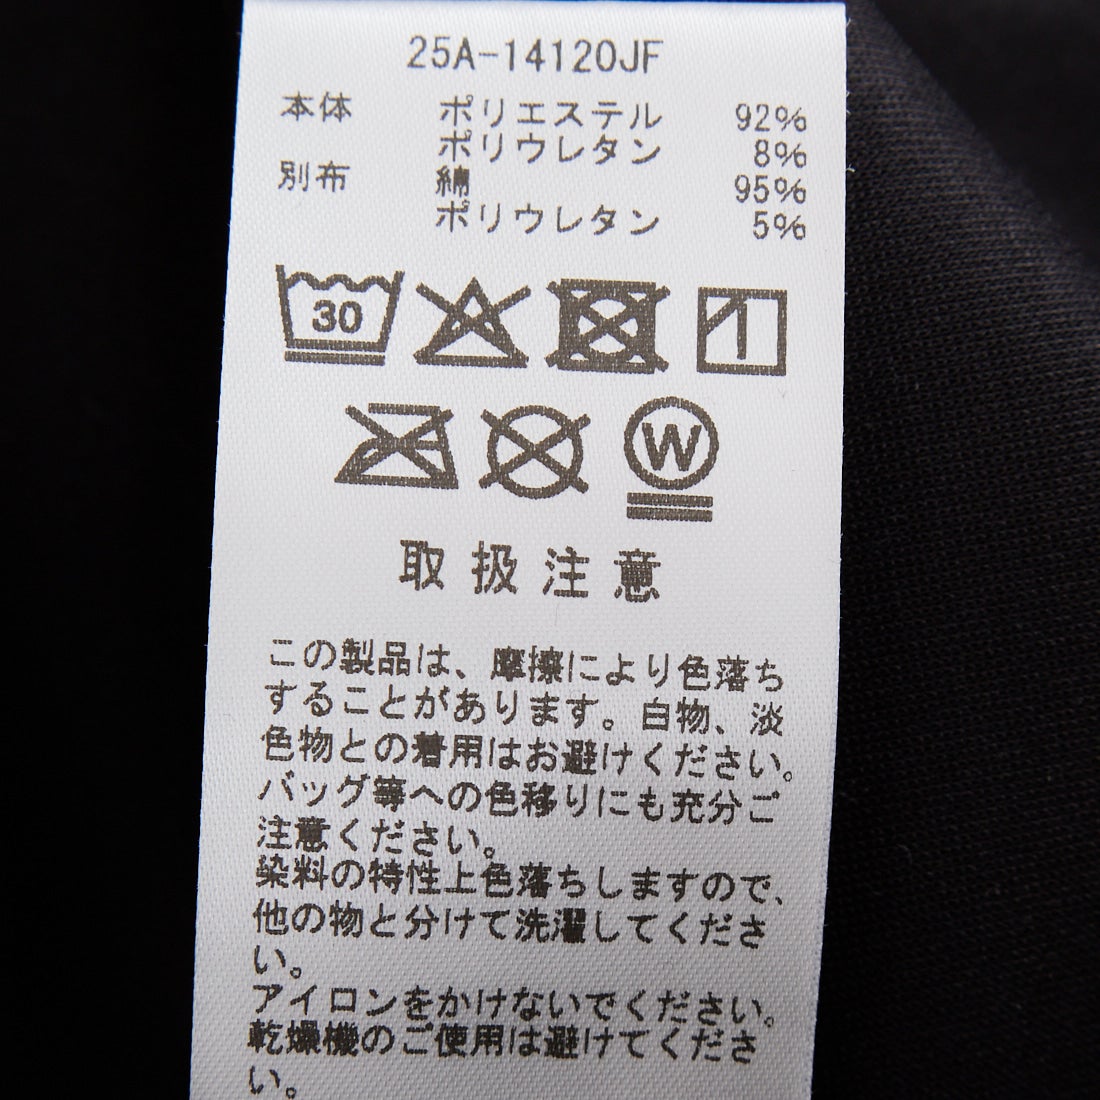 25A-14120JF
本体 ポリエステル 92%
ポリウレタン 8%
別布 綿 95%
ポリウレタン 5%
30
W
取扱注意
この製品は、摩擦により色落ち
することがあります。白物、淡
色物との着用はお避けください。
バッグ等への色移りにも充分ご
注意ください。
染料の特性上色落ちしますので、
他の物と分けて洗濯してくださ
い。
アイロンをかけないでください。
乾燥機のご使用は避けてくださ
い。